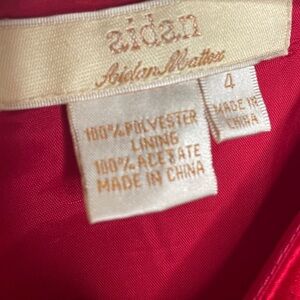 aidan
Aidan Mattox
4
MADE IN
CHINA
100% POLYESTER
LINING
100% ACETATE
MADE IN CHINA